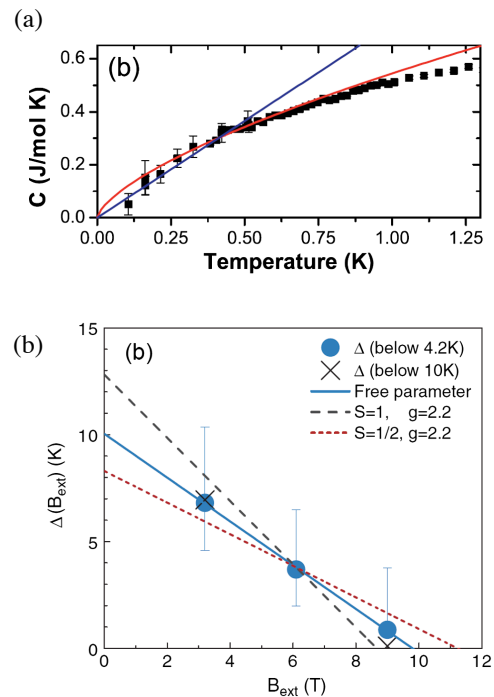 (a)
(b)
C (J/mol K)
0.6
0.4
0.2
0.0
0.00 0.25 0.50 0.75 1.00 1.25
Temperature (K)
(b)
(b)
Δ (below 4.2K)
Δ (below 10K)
Free parameter
S=1, g=2.2
S=1/2, g=2.2
Δ(B_ext) (K)
15
10
5
0
0 2 4 6 8 10 12
B_ext (T)